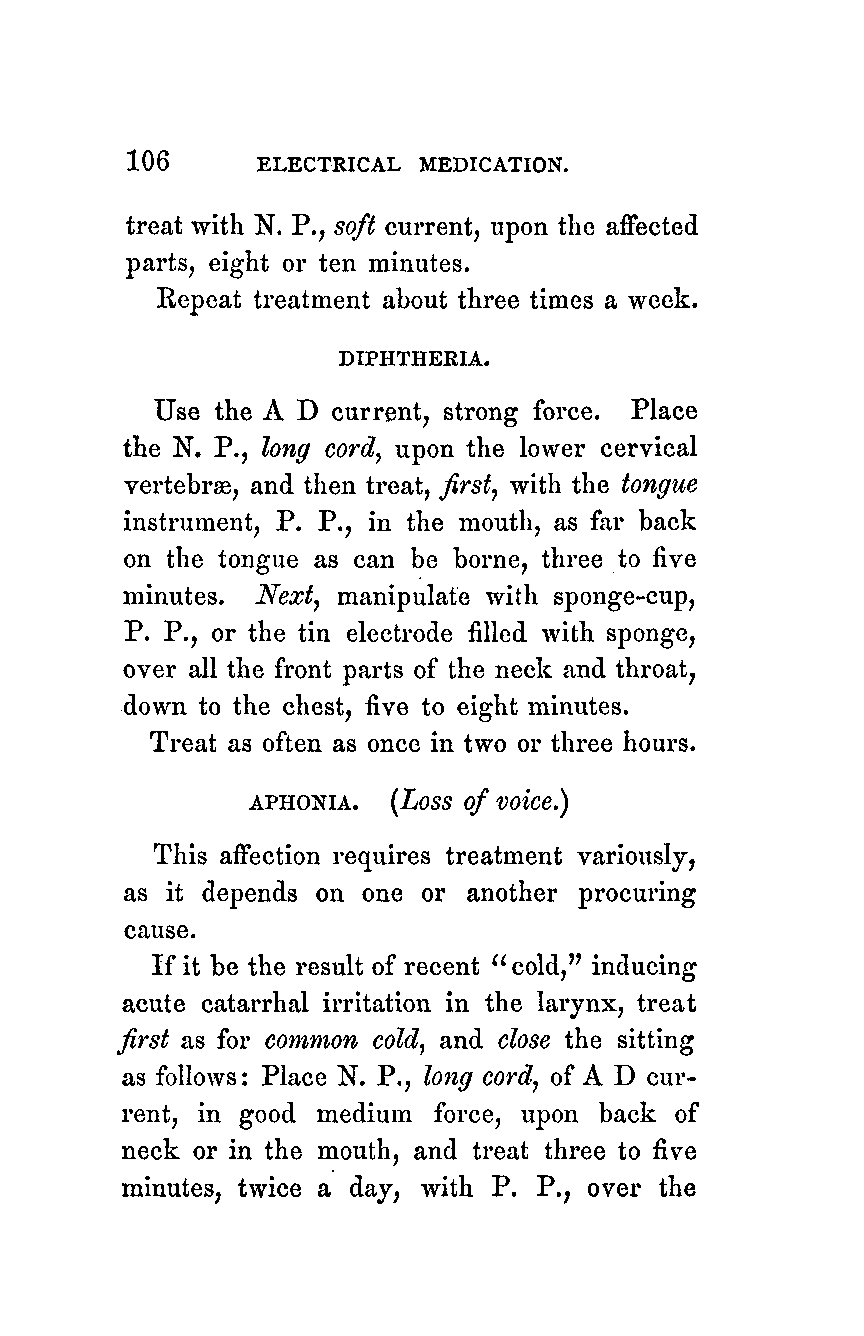 106 ELECTRICAL MEDICATION.
treat with N. P., soft current, upon the affected
parts, eight or ten minutes.
Repeat treatment about three times a week.
DIPHTHERIA.
Use the A D current, strong force. Place
the N. P., long cord, upon the lower cervical
vertebræ, and then treat, first, with the tongue
instrument, P. P., in the mouth, as far back
on the tongue as can be borne, three to five
minutes. Next, manipulate with sponge-cup,
P. P., or the tin electrode filled with sponge,
over all the front parts of the neck and throat,
down to the chest, five to eight minutes.
Treat as often as once in two or three hours.
APHONIA. (Loss of voice.)
This affection requires treatment variously,
as it depends on one or another procuring
cause.
If it be the result of recent “cold,” inducing
acute catarrhal irritation in the larynx, treat
first as for common cold, and close the sitting
as follows: Place N. P., long cord, of A D cur-
rent, in good medium force, upon back of
neck or in the mouth, and treat three to five
minutes, twice a day, with P. P., over the